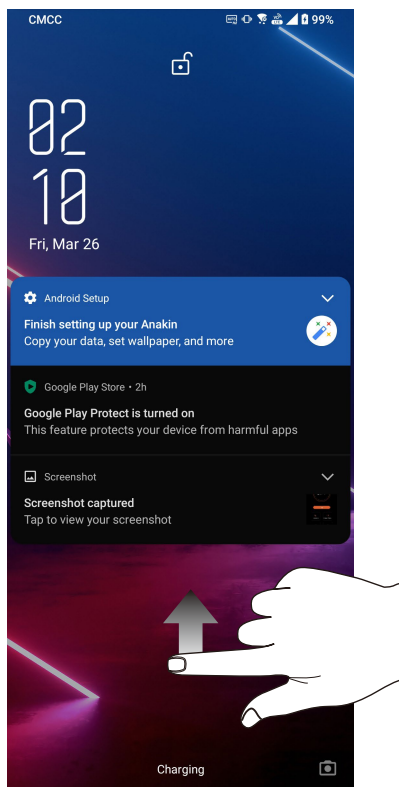 CMCC 99%
02
10
Fri, Mar 26
Android Setup
Finish setting up your Anakin
Copy your data, set wallpaper, and more
Google Play Store • 2h
Google Play Protect is turned on
This feature protects your device from harmful apps
Screenshot
Screenshot captured
Tap to view your screenshot
Charging